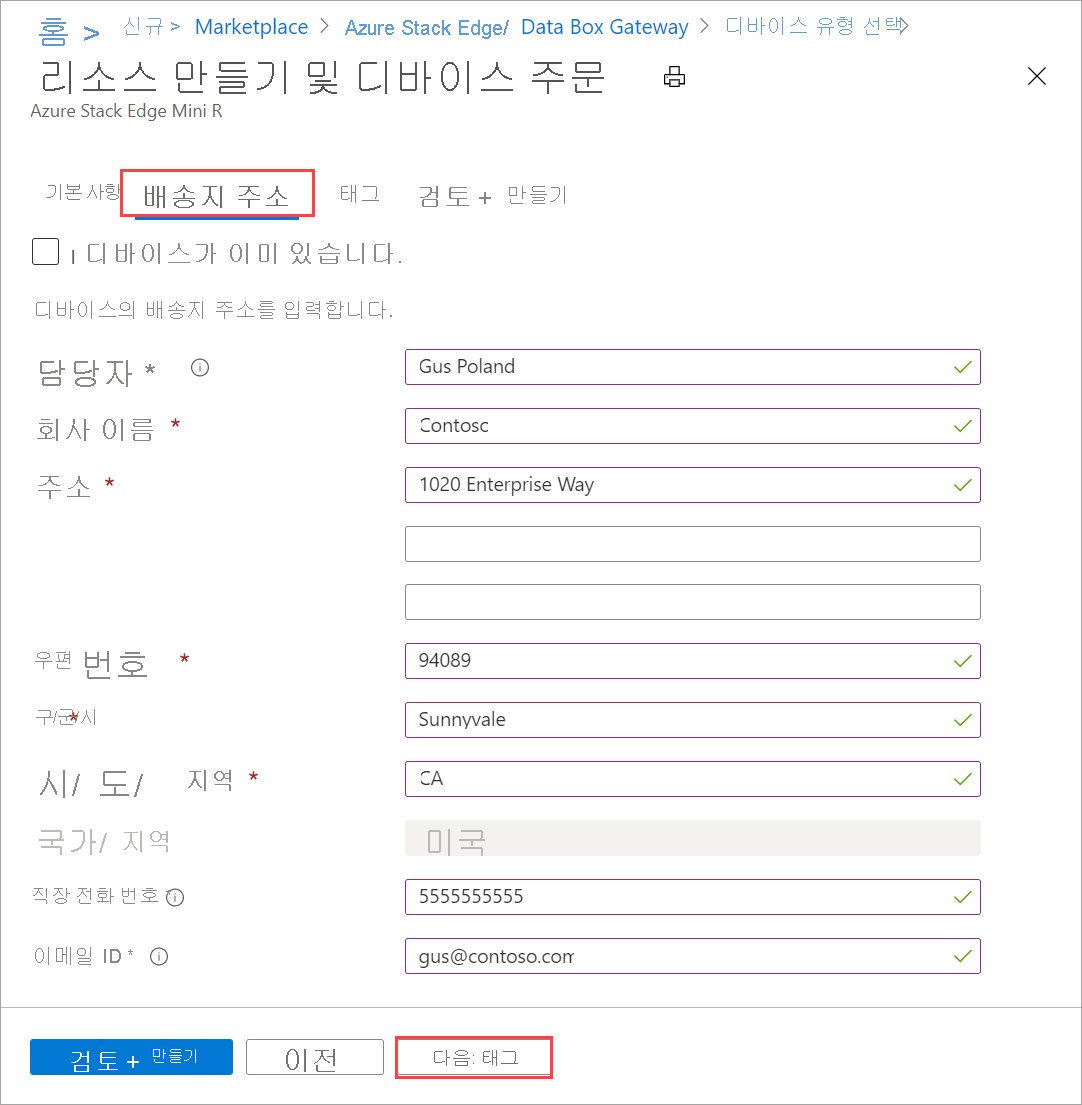 홈 > 신규 > Marketplace > Azure Stack Edge/ Data Box Gateway > 디바이스 유형 선택>
리소스 만들기 및 디바이스 주문
Azure Stack Edge Mini R
기본 사항 배송지 주소 태그 검토 + 만들기
ı 디바이스가 이미 있습니다.
디바이스의 배송지 주소를 입력합니다.
담당자 * Gus Poland
회사 이름 * Contosc
주소 * 1020 Enterprise Way
우편 번호 * 94089
구/군/시 * Sunnyvale
시/ 도/ 지역 * CA
국가/ 지역 미국
직장 전화 번호 * 5555555555
이메일 ID * gus@contoso.com
검토 + 만들기 이전 다음: 태그